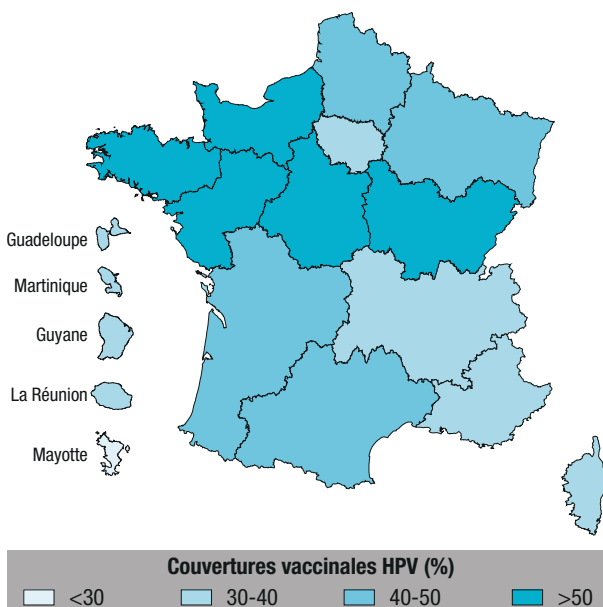 Guadeloupe
Martinique
Guyane
La Réunion
Mayotte
Couvertures vaccinales HPV (%)
<30 30-40 40-50 >50